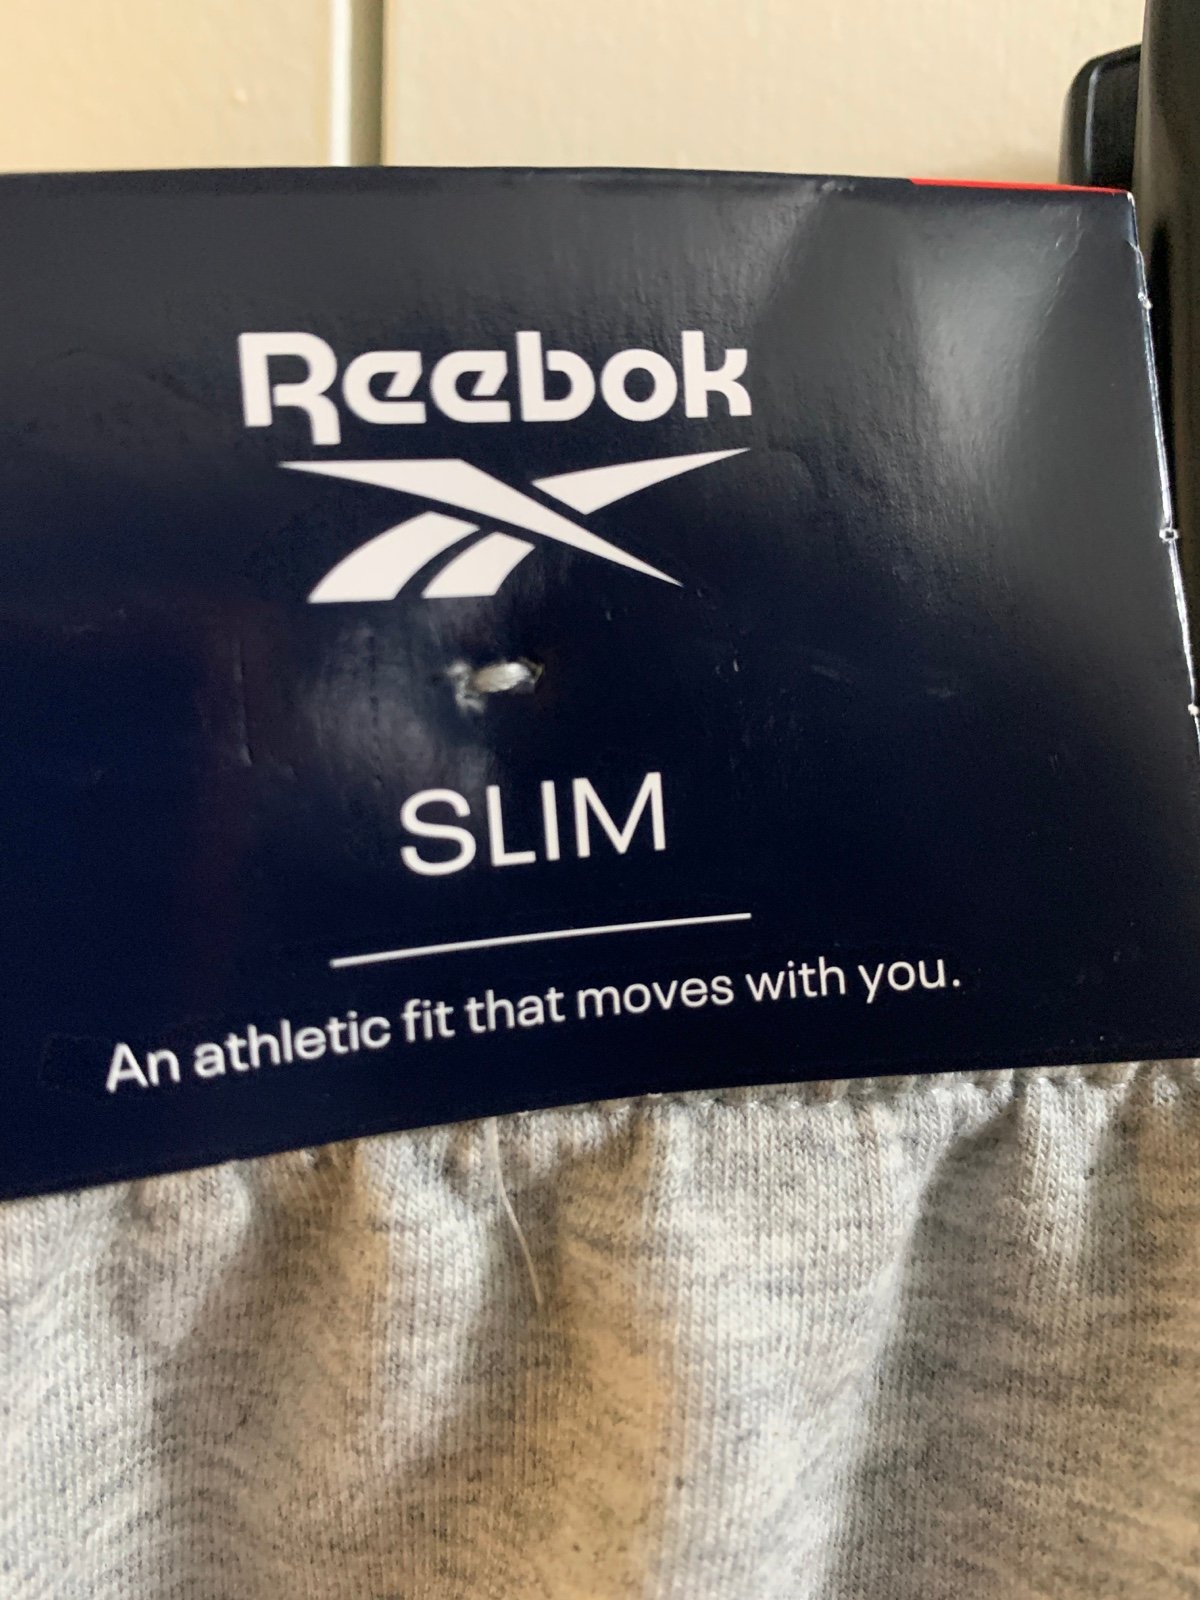 Reebok
SLIM
An athletic fit that moves with you.